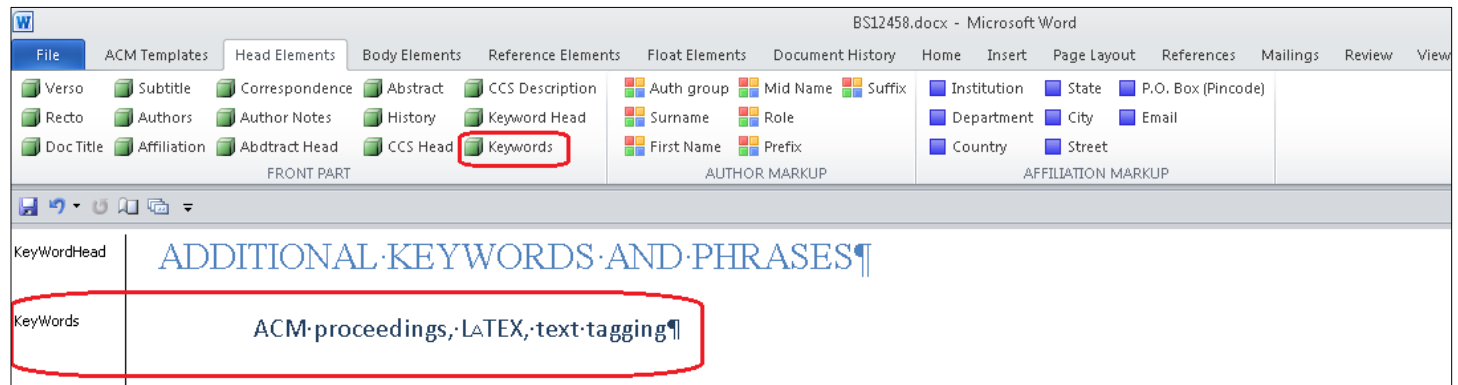 W BS12458.docx - Microsoft Word
File ACM Templates Head Elements Body Elements Reference Elements Float Elements Document History Home Insert Page Layout References Mailings Review View
Verso Subtitle Correspondence Abstract CCS Description Auth group Mid Name Suffix Institution State P.O. Box (Pincode)
Recto Authors Author Notes History Keyword Head Surname Role Department City Email
Doc Title Affiliation Abdtract Head CCS Head Keywords First Name Prefix Country Street
FRONT PART AUTHOR MARKUP AFFILIATION MARKUP
KeyWordHead ADDITIONAL·KEYWORDS·AND·PHRASES¶
KeyWords ACM·proceedings,·LATEX,·text·tagging¶